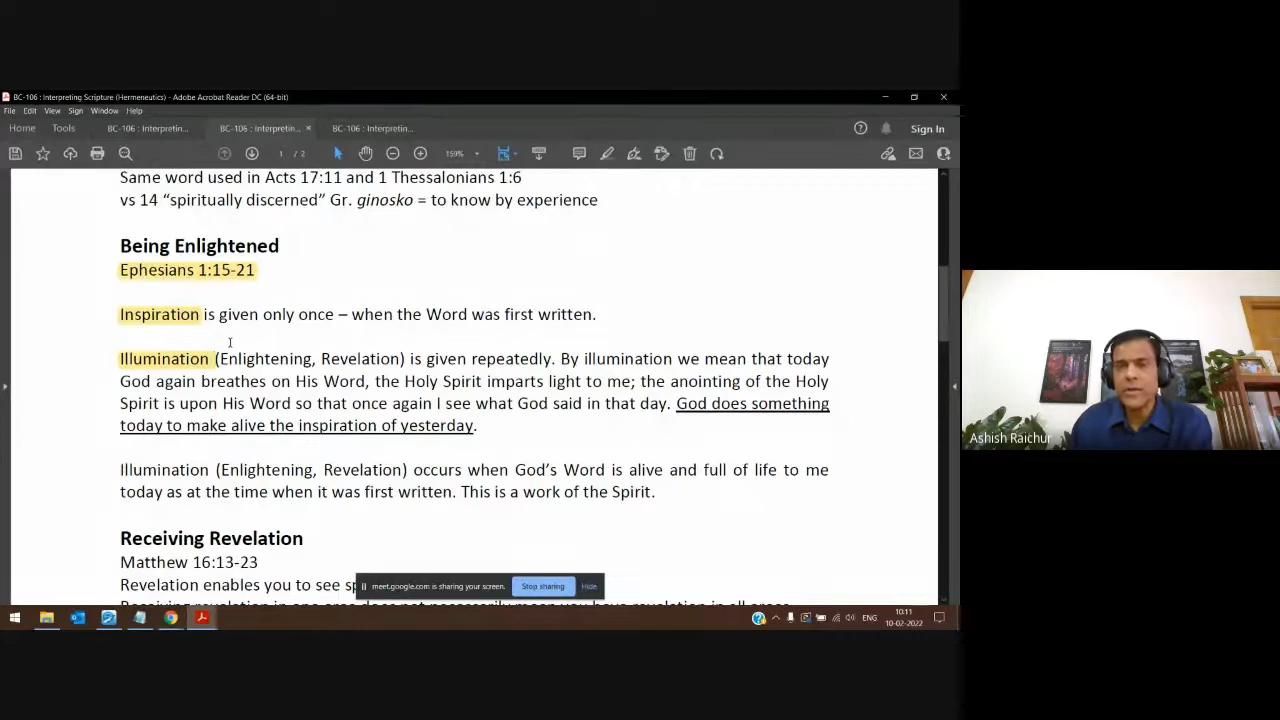 BC-106 : Interpreting Scripture (Hermeneutics) - Adobe Acrobat Reader DC (64-bit)
File Edit View Sign Window Help
Home Tools BC-106 : Interpretin... BC-106 : Interpretin... × BC-106 : Interpretin... Sign In
1 / 2 159%
Same word used in Acts 17:11 and 1 Thessalonians 1:6
vs 14 “spiritually discerned” Gr. ginosko = to know by experience
Being Enlightened
Ephesians 1:15-21
Inspiration is given only once – when the Word was first written.
Illumination (Enlightening, Revelation) is given repeatedly. By illumination we mean that today
God again breathes on His Word, the Holy Spirit imparts light to me; the anointing of the Holy
Spirit is upon His Word so that once again I see what God said in that day. God does something
today to make alive the inspiration of yesterday.
Illumination (Enlightening, Revelation) occurs when God’s Word is alive and full of life to me
today as at the time when it was first written. This is a work of the Spirit.
Receiving Revelation
Matthew 16:13-23
Revelation enables you to see
meet.google.com is sharing your screen. Stop sharing Hide
Ashish Raichur
ENG
10:11
10-02-2022